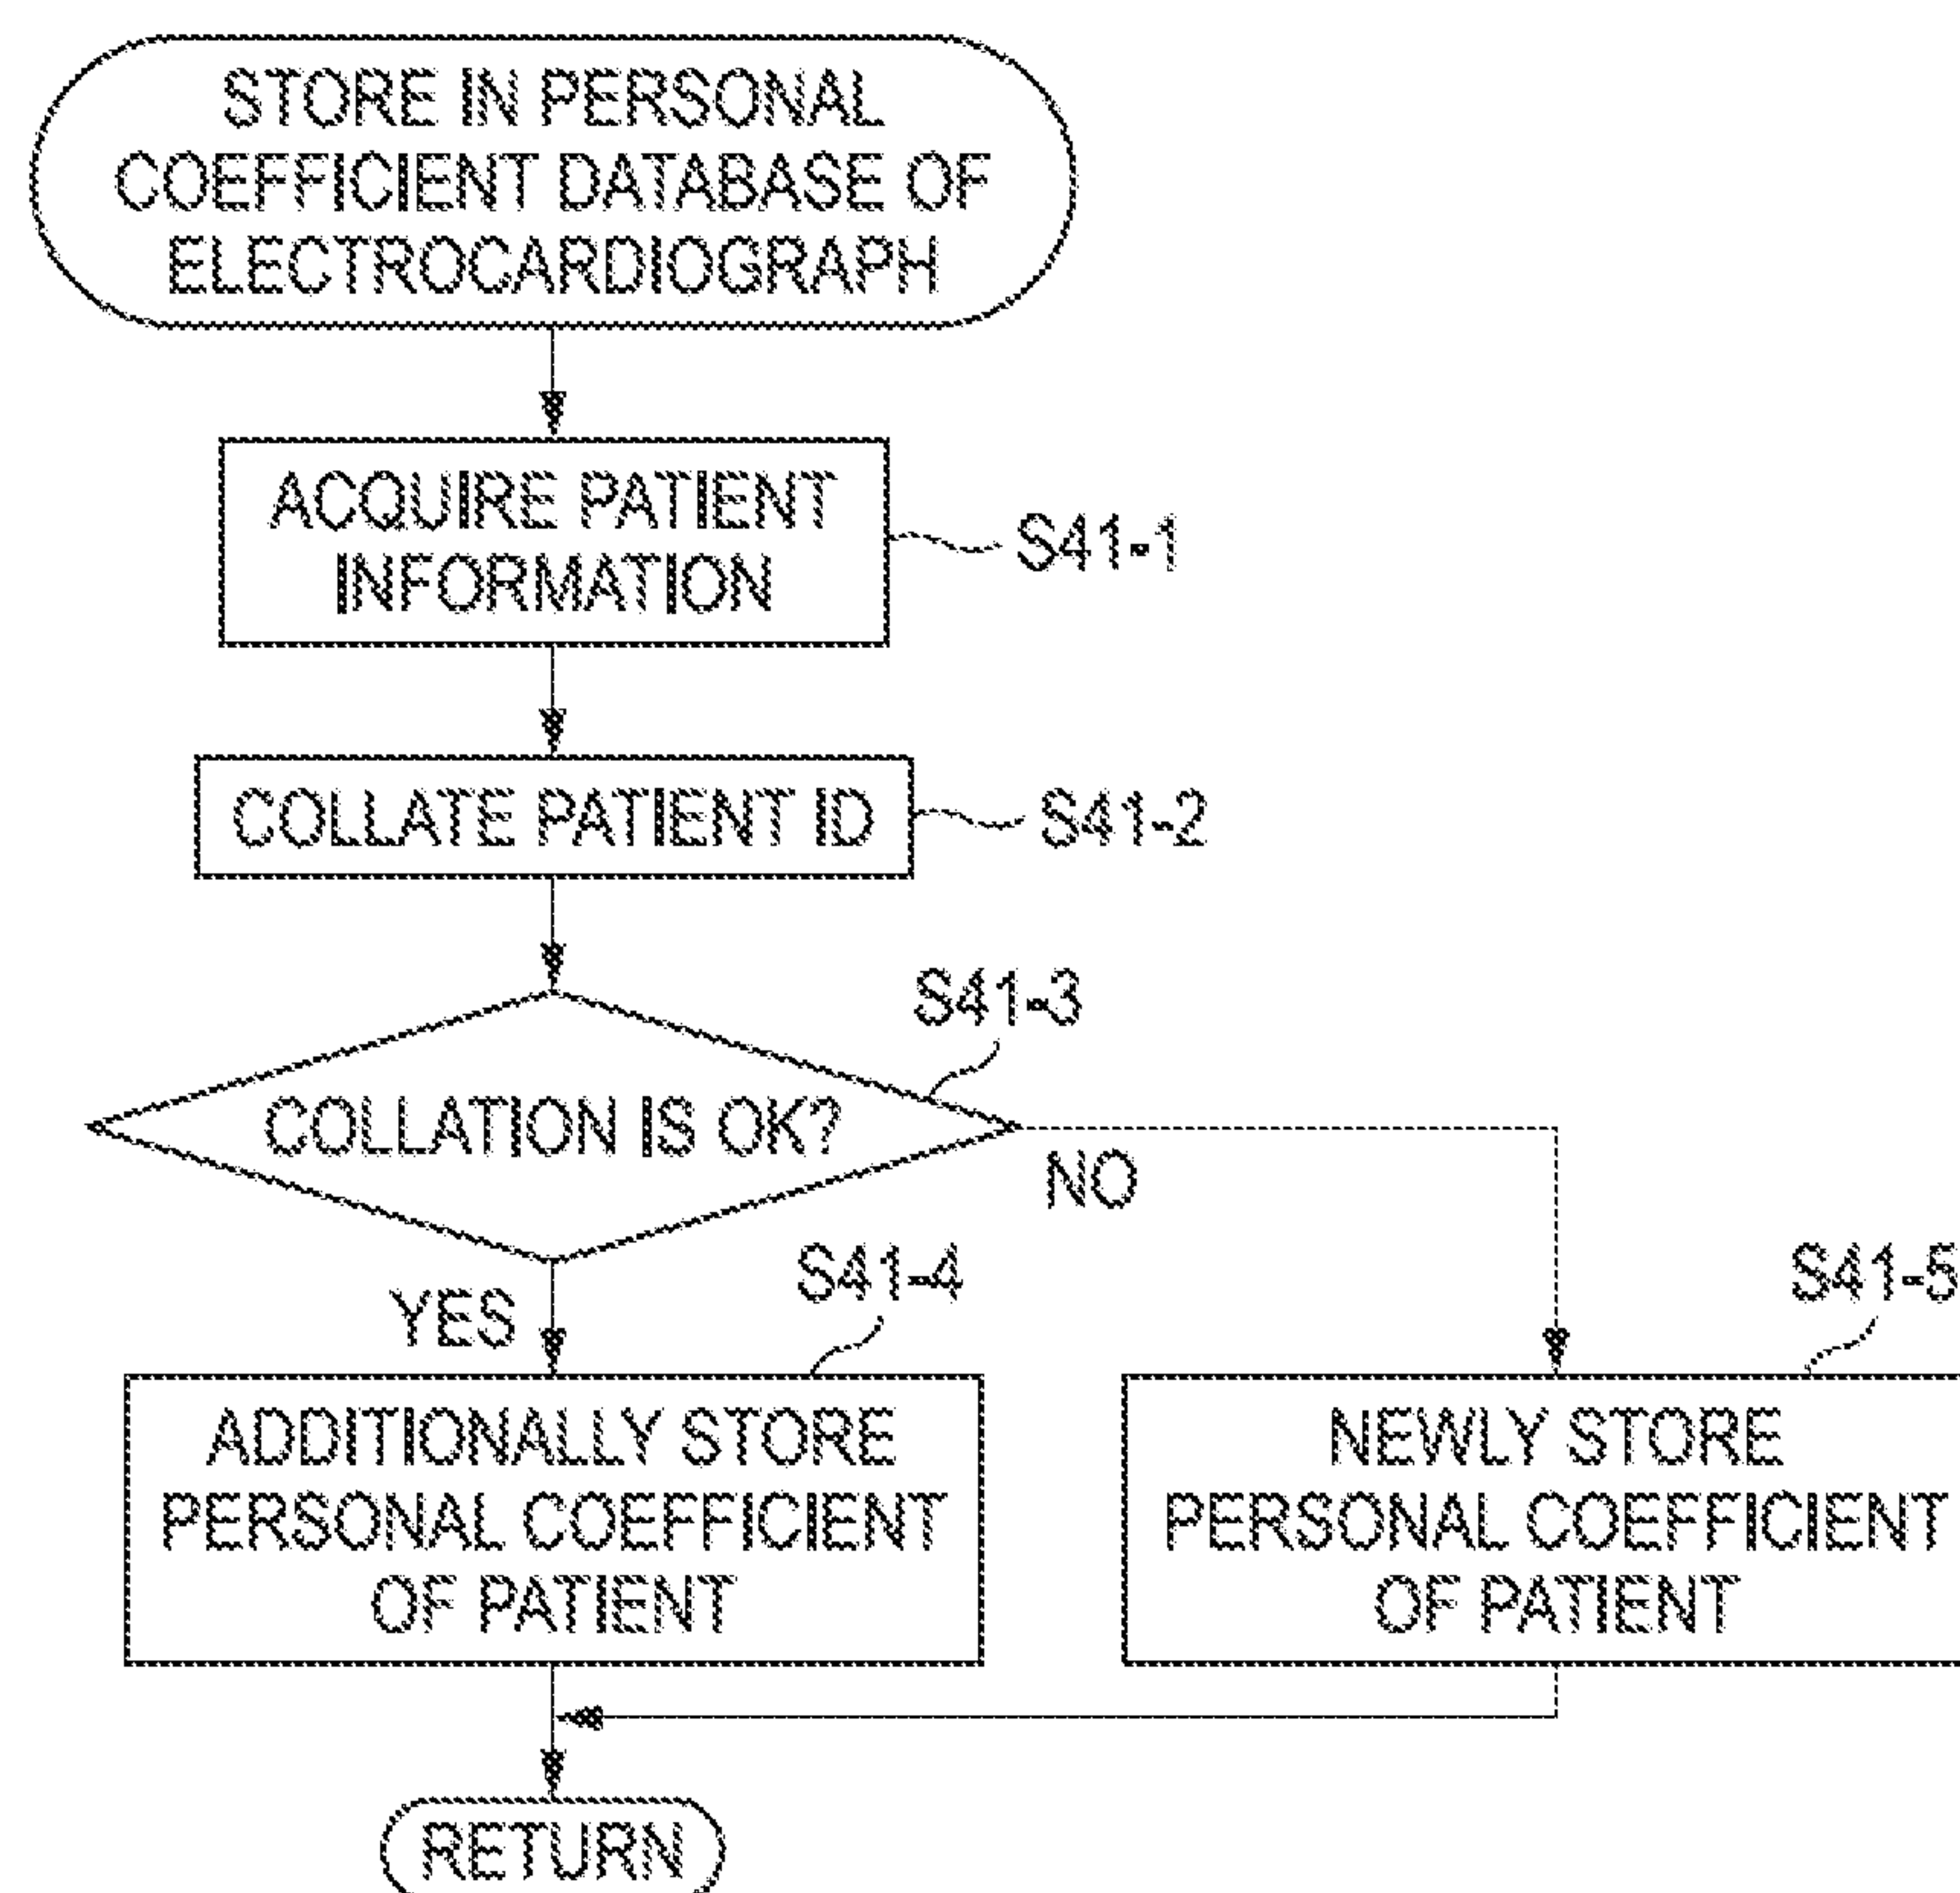 STORE IN PERSONAL
COEFFICIENT DATABASE OF
ELECTROCARDIOGRAPH
ACQUIRE PATIENT
INFORMATION
S41-1
COLLATE PATIENT ID
S41-2
S41-3
COLLATION IS OK?
NO
YES
S41-4
ADDITIONALLY STORE
PERSONAL COEFFICIENT
OF PATIENT
S41-5
NEWLY STORE
PERSONAL COEFFICIENT
OF PATIENT
RETURN